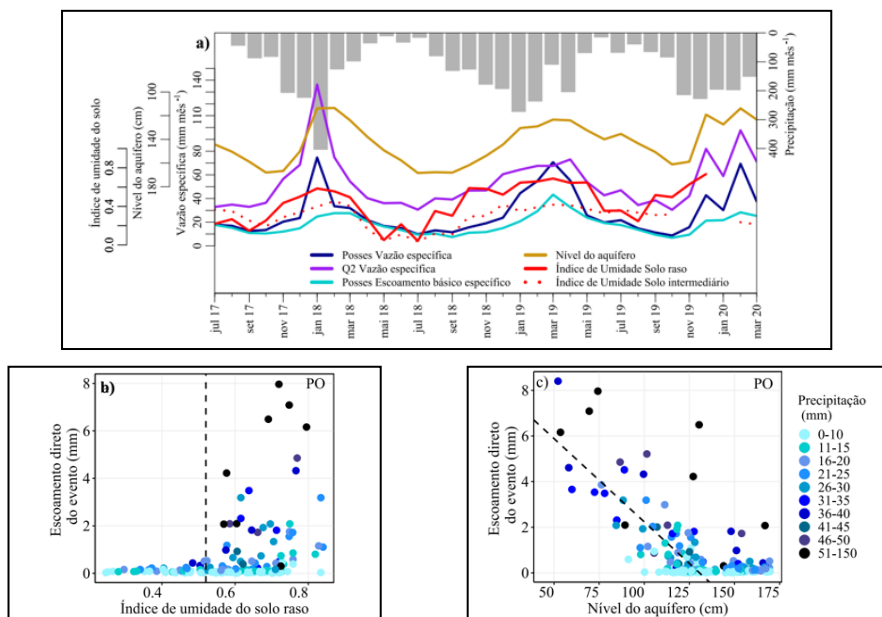 a)
Índice de umidade do solo
0.0 0.4 0.8
Nível do aquífero (cm)
180 140 100
Vazão específica (mm mês ⁻¹)
0 20 40 60 80 100 140
Precipitação (mm mês ⁻¹)
0 100 200 300 400
Posses Vazão específica
Q2 Vazão específica
Posses Escoamento básico específico
Nível do aquífero
Índice de Umidade Solo raso
Índice de Umidade Solo intermediário
jul 17 set 17 nov 17 jan 18 mar 18 mai 18 jul 18 set 18 nov 18 jan 19 mar 19 mai 19 jul 19 set 19 nov 19 jan 20 mar 20
b)
PO
Escoamento direto
do evento (mm)
8
6
4
2
0
0.4 0.6 0.8
Índice de umidade do solo raso
c)
PO
Escoamento direto
do evento (mm)
8
6
4
2
0
50 75 100 125 150 175
Nível do aquífero (cm)
Precipitação
(mm)
0-10
11-15
16-20
21-25
26-30
31-35
36-40
41-45
46-50
51-150